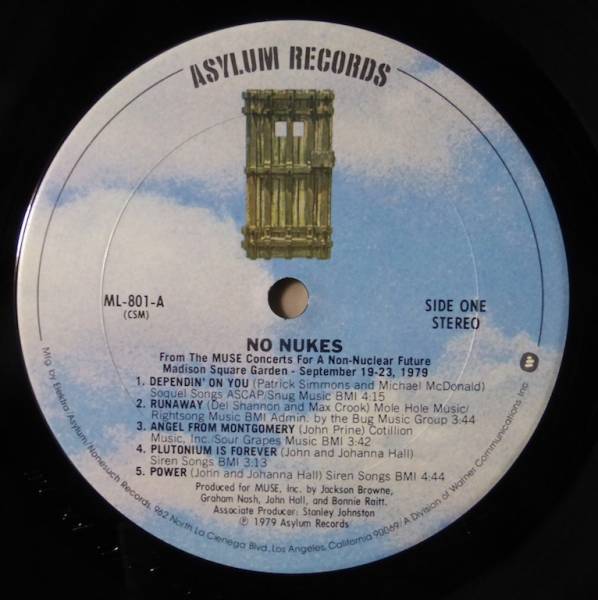 ASYLUM RECORDS
ML-801-A
(CSM)
SIDE ONE
STEREO
NO NUKES
From The MUSE Concerts For A Non-Nuclear Future
Madison Square Garden - September 19-23, 1979
1. DEPENDIN' ON YOU (Patrick Simmons and Michael McDonald)
Soquel Songs ASCAP/Snug Music BMI 4:15
2. RUNAWAY (Del Shannon and Max Crook) Mole Hole Music/
Rightsong Music BMI Admin. by the Bug Music Group 3:44
3. ANGEL FROM MONTGOMERY (John Prine) Cotillion
Music, Inc./Sour Grapes Music BMI 3:42
4. PLUTONIUM IS FOREVER (John and Johanna Hall)
Siren Songs BMI 3:13
5. POWER (John and Johanna Hall) Siren Songs BMI 4:44
Produced for MUSE, Inc. by Jackson Browne,
Graham Nash, John Hall, and Bonnie Raitt.
Associate Producer: Stanley Johnston
℗ 1979 Asylum Records
Mfg. by Elektra/Asylum/Nonesuch Records, 962 North La Cienega Blvd., Los Angeles, California 90069/A Division of Warner Communications Inc.